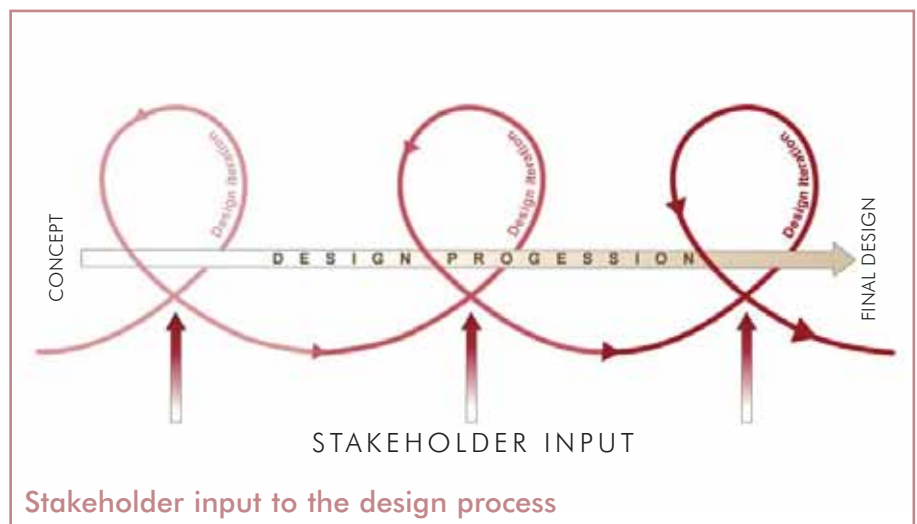 Design Iteration
Design Iteration
Design Iteration
CONCEPT
DESIGN PROGESSION
FINAL DESIGN
STAKEHOLDER INPUT
Stakeholder input to the design process